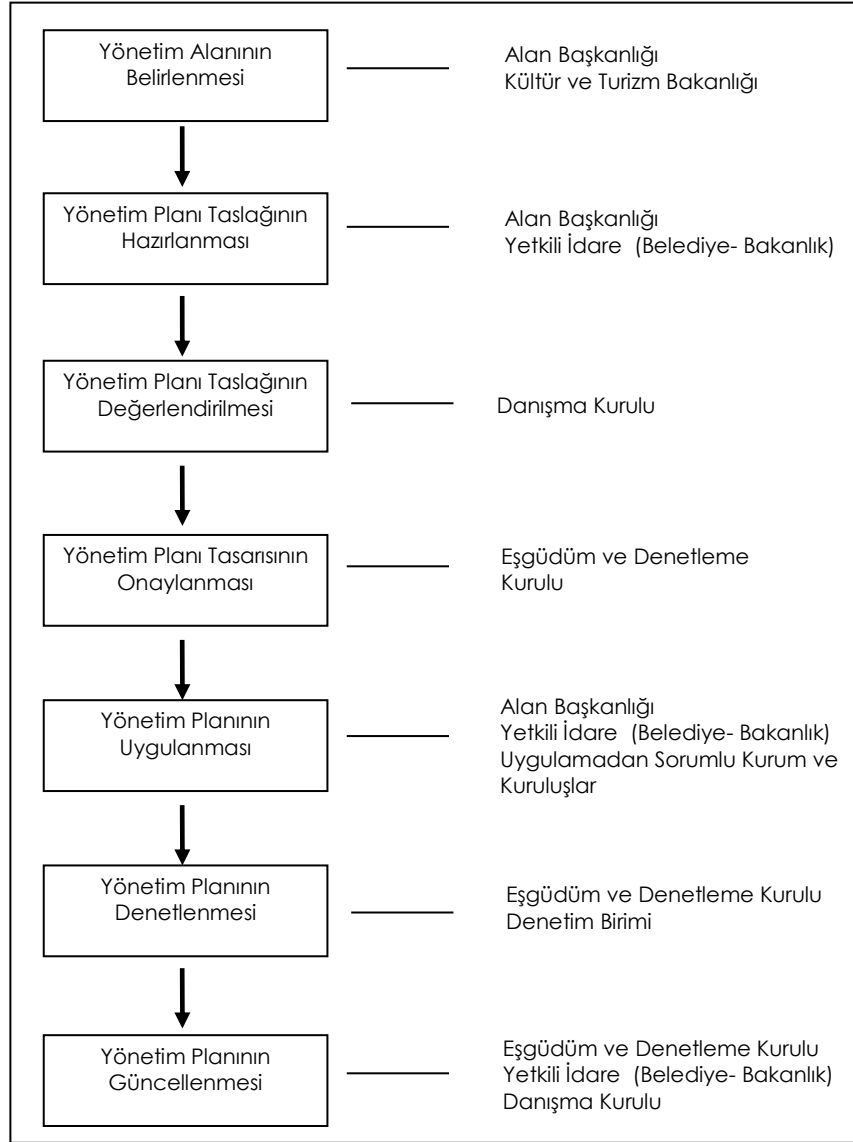 Yönetim Alanının
Belirlenmesi
Alan Başkanlığı
Kültür ve Turizm Bakanlığı
Yönetim Planı Taslağının
Hazırlanması
Alan Başkanlığı
Yetkili İdare (Belediye- Bakanlık)
Yönetim Planı Taslağının
Değerlendirilmesi
Danışma Kurulu
Yönetim Planı Tasarısının
Onaylanması
Eşgüdüm ve Denetleme
Kurulu
Yönetim Planının
Uygulanması
Alan Başkanlığı
Yetkili İdare (Belediye- Bakanlık)
Uygulamadan Sorumlu Kurum ve
Kuruluşlar
Yönetim Planının
Denetlenmesi
Eşgüdüm ve Denetleme Kurulu
Denetim Birimi
Yönetim Planının
Güncellenmesi
Eşgüdüm ve Denetleme Kurulu
Yetkili İdare (Belediye- Bakanlık)
Danışma Kurulu